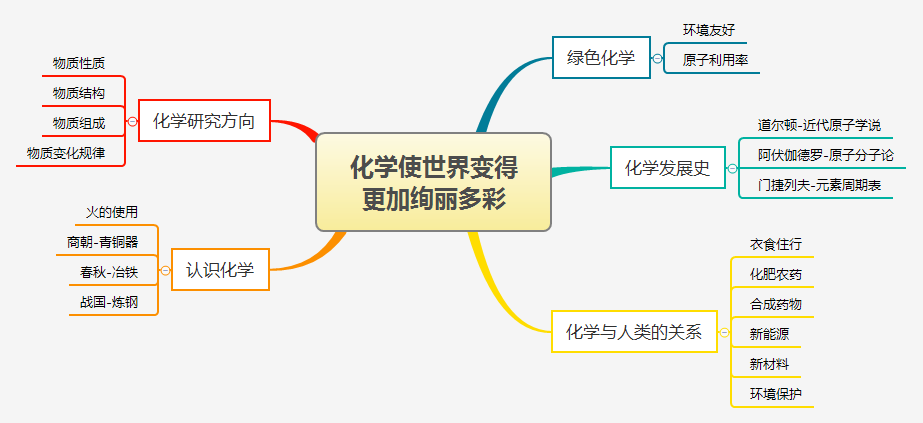 化学使世界变得
更加绚丽多彩
绿色化学
环境友好
原子利用率
化学发展史
道尔顿-近代原子学说
阿伏伽德罗-原子分子论
门捷列夫-元素周期表
化学与人类的关系
衣食住行
化肥农药
合成药物
新能源
新材料
环境保护
化学研究方向
物质性质
物质结构
物质组成
物质变化规律
认识化学
火的使用
商朝-青铜器
春秋-冶铁
战国-炼钢